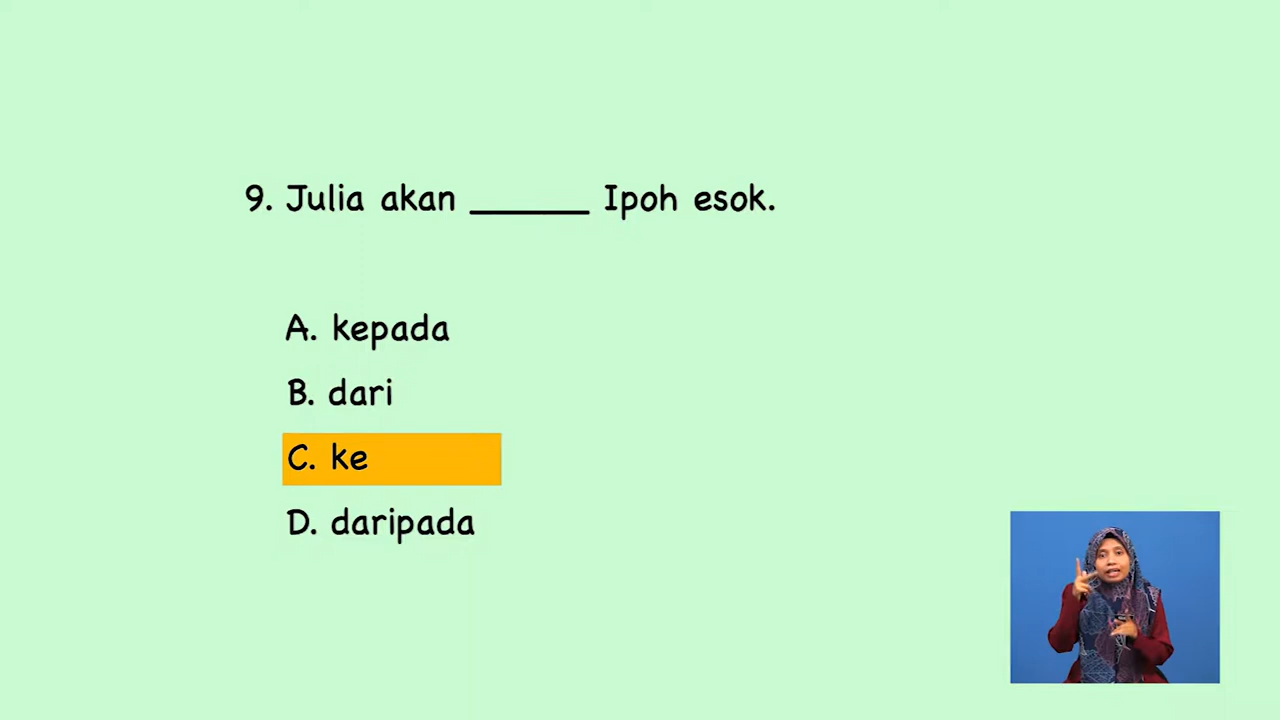 9. Julia akan ______ Ipoh esok.
A. kepada
B. dari
C. ke
D. daripada